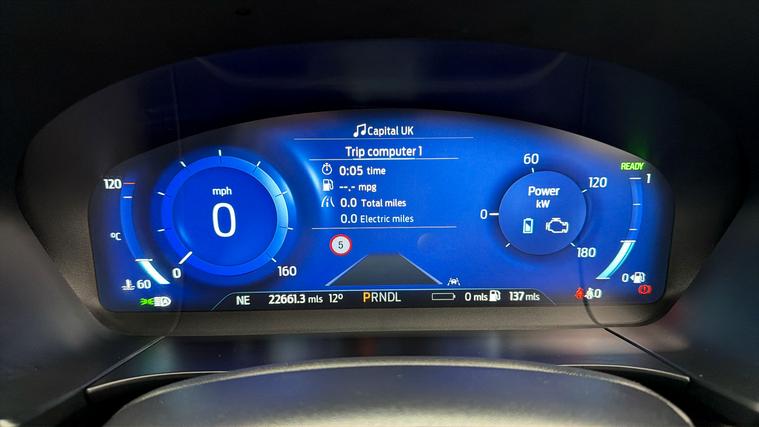 Capital UK
Trip computer 1
0:05 time
--.- mpg
0.0 Total miles
0.0 Electric miles
5
120
°C
60
mph
0
0
160
60
0
120
180
Power
kW
READY
1
0
NE 22661.3 mls 12° PRNDL 0 mls 137 mls